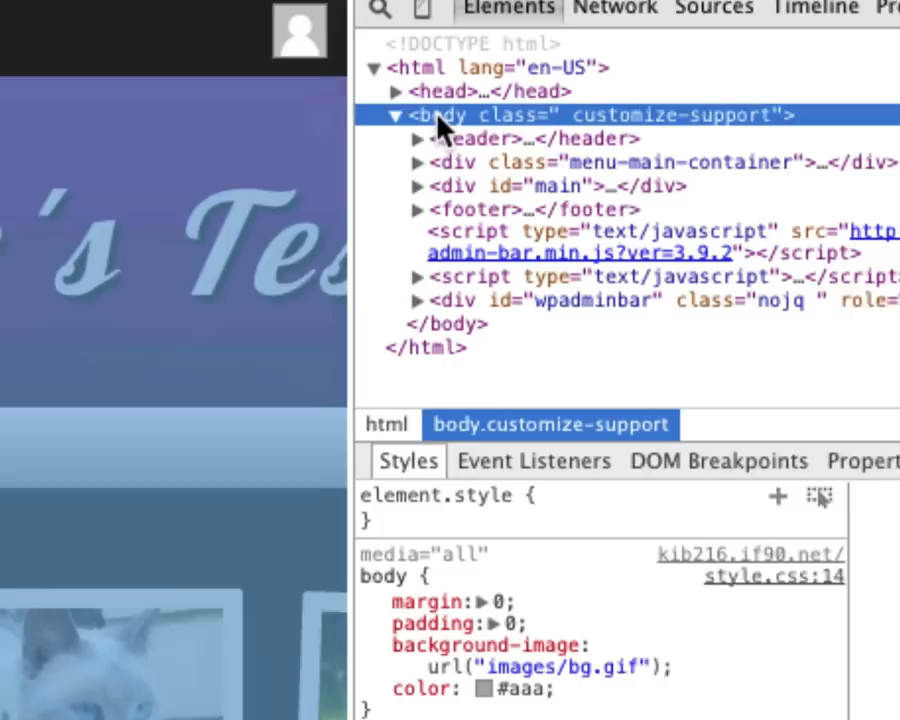 Elements Network Sources Timeline
<!DOCTYPE html>
's Tes
▼<html lang="en-US">
▶<head>…</head>
▼<body class=" customize-support">
▶<header>…</header>
▶<div class="menu-main-container">…</div>
▶<div id="main">…</div>
▶<footer>…</footer>
<script type="text/javascript" src="http
admin-bar.min.js?ver=3.9.2"></script>
▶<script type="text/javascript">…</script
▶<div id="wpadminbar" class="nojq " role=
</body>
</html>
html body.customize-support
Styles Event Listeners DOM Breakpoints Propert
element.style {
}
media="all" kib216.if90.net/
body { style.css:14
margin:▶0;
padding:▶0;
background-image:
url("images/bg.gif");
color: #aaa;
}